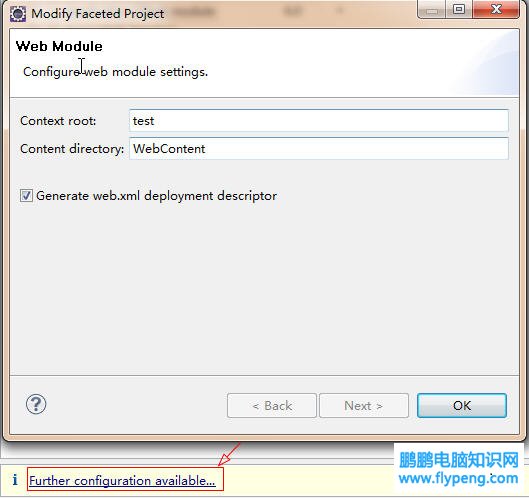 Modify Faceted Project
Web Module
Configure web module settings.
Context root: test
Content directory: WebContent
Generate web.xml deployment descriptor
< Back Next > OK
i Further configuration available...
鹏鹏电脑知识网
www.flypeng.com